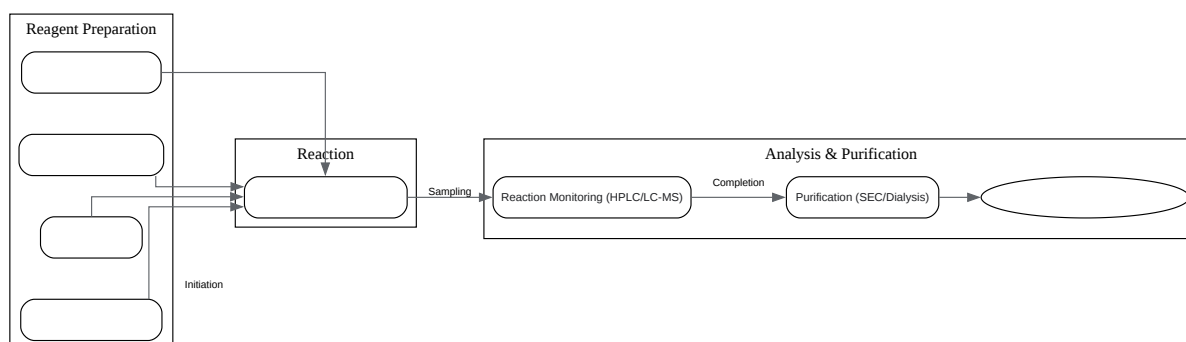 Reagent Preparation
Reaction
Analysis & Purification
Sampling
Reaction Monitoring (HPLC/LC-MS)
Completion
Purification (SEC/Dialysis)
Initiation